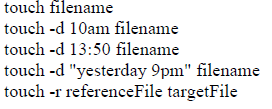 touch filename
touch -d 10am filename
touch -d 13:50 filename
touch -d "yesterday 9pm" filename
touch -r referenceFile targetFile